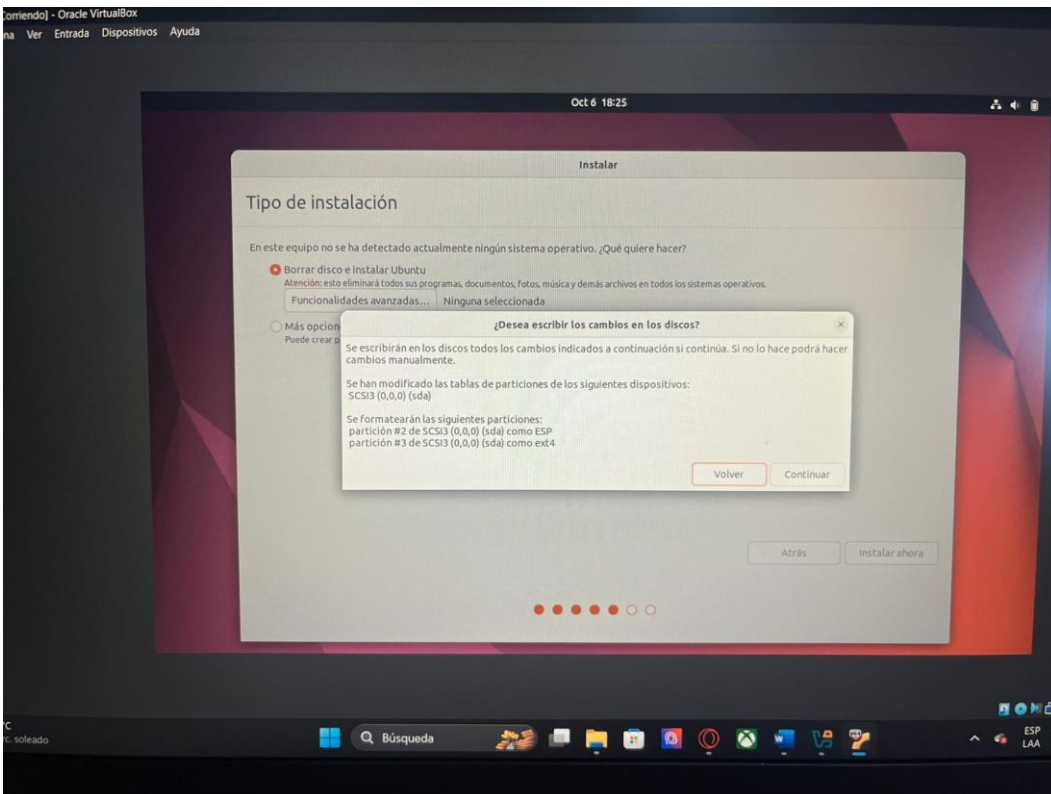 Corriendo] - Oracle VirtualBox
na Ver Entrada Dispositivos Ayuda
Oct 6 18:25
Instalar
Tipo de instalación
En este equipo no se ha detectado actualmente ningún sistema operativo. ¿Qué quiere hacer?
Borrar disco e instalar Ubuntu
Atención: esto eliminará todos sus programas, documentos, fotos, música y demás archivos en todos los sistemas operativos.
Funcionalidades avanzadas... Ninguna seleccionada
Más opcion
Puede crear p
¿Desea escribir los cambios en los discos?
Se escribirán en los discos todos los cambios indicados a continuación si continúa. Si no lo hace podrá hacer
cambios manualmente.
Se han modificado las tablas de particiones de los siguientes dispositivos:
SCSI3 (0,0,0) (sda)
Se formatearán las siguientes particiones:
partición #2 de SCSI3 (0,0,0) (sda) como ESP
partición #3 de SCSI3 (0,0,0) (sda) como ext4
Volver Continuar
Atrás Instalar ahora
°C
soleado
Búsqueda
ESP
LAA